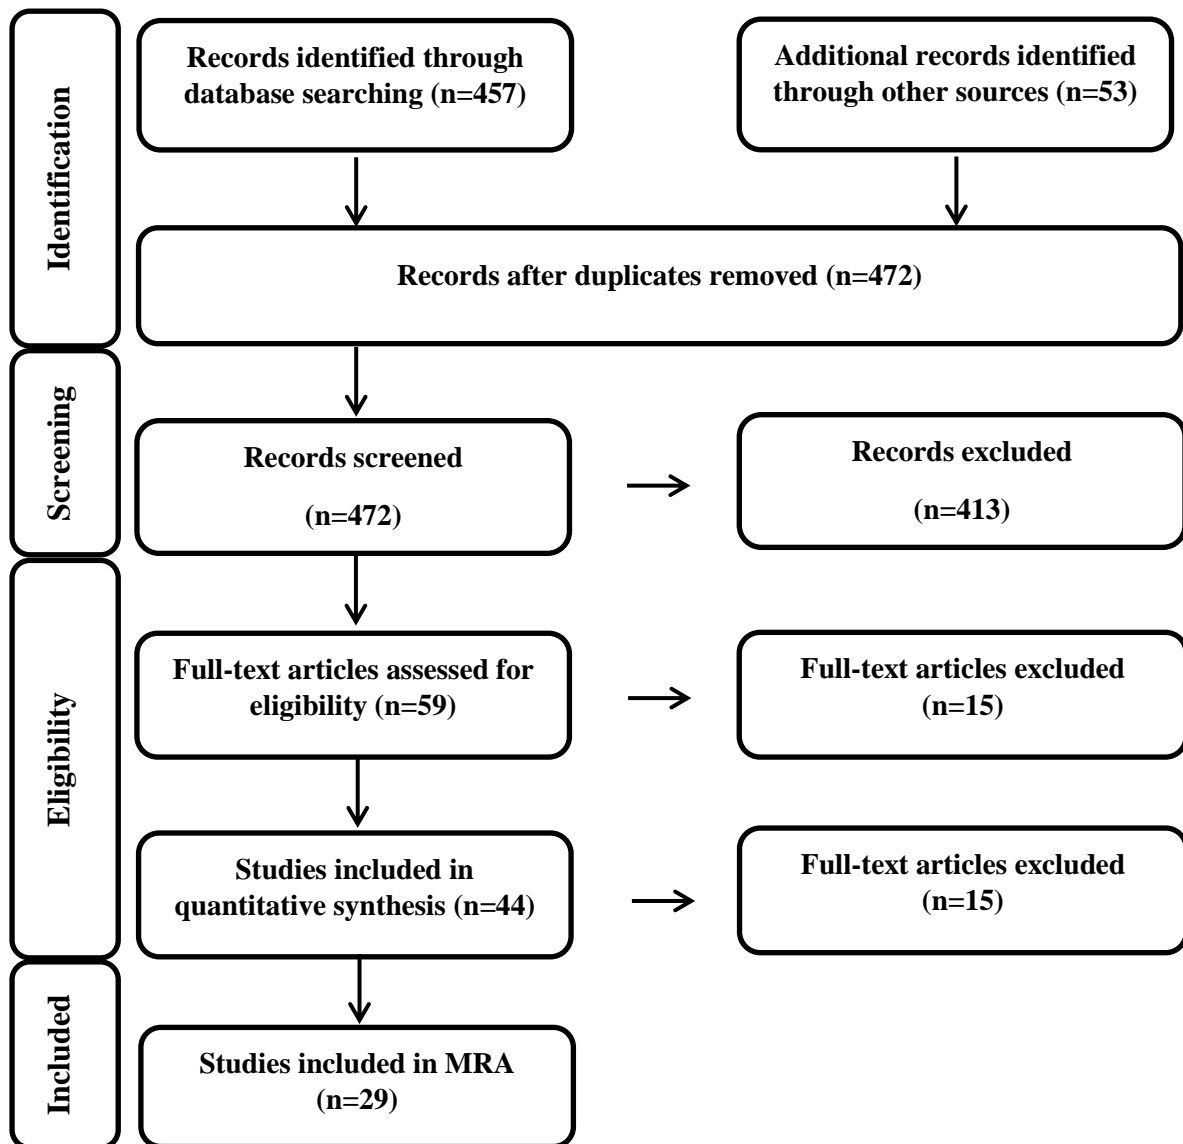 Identification
Records identified through
database searching (n=457)
Additional records identified
through other sources (n=53)
Records after duplicates removed (n=472)
Screening
Records screened
(n=472)
Records excluded
(n=413)
Eligibility
Full-text articles assessed for
eligibility (n=59)
Full-text articles excluded
(n=15)
Studies included in
quantitative synthesis (n=44)
Full-text articles excluded
(n=15)
Included
Studies included in MRA
(n=29)